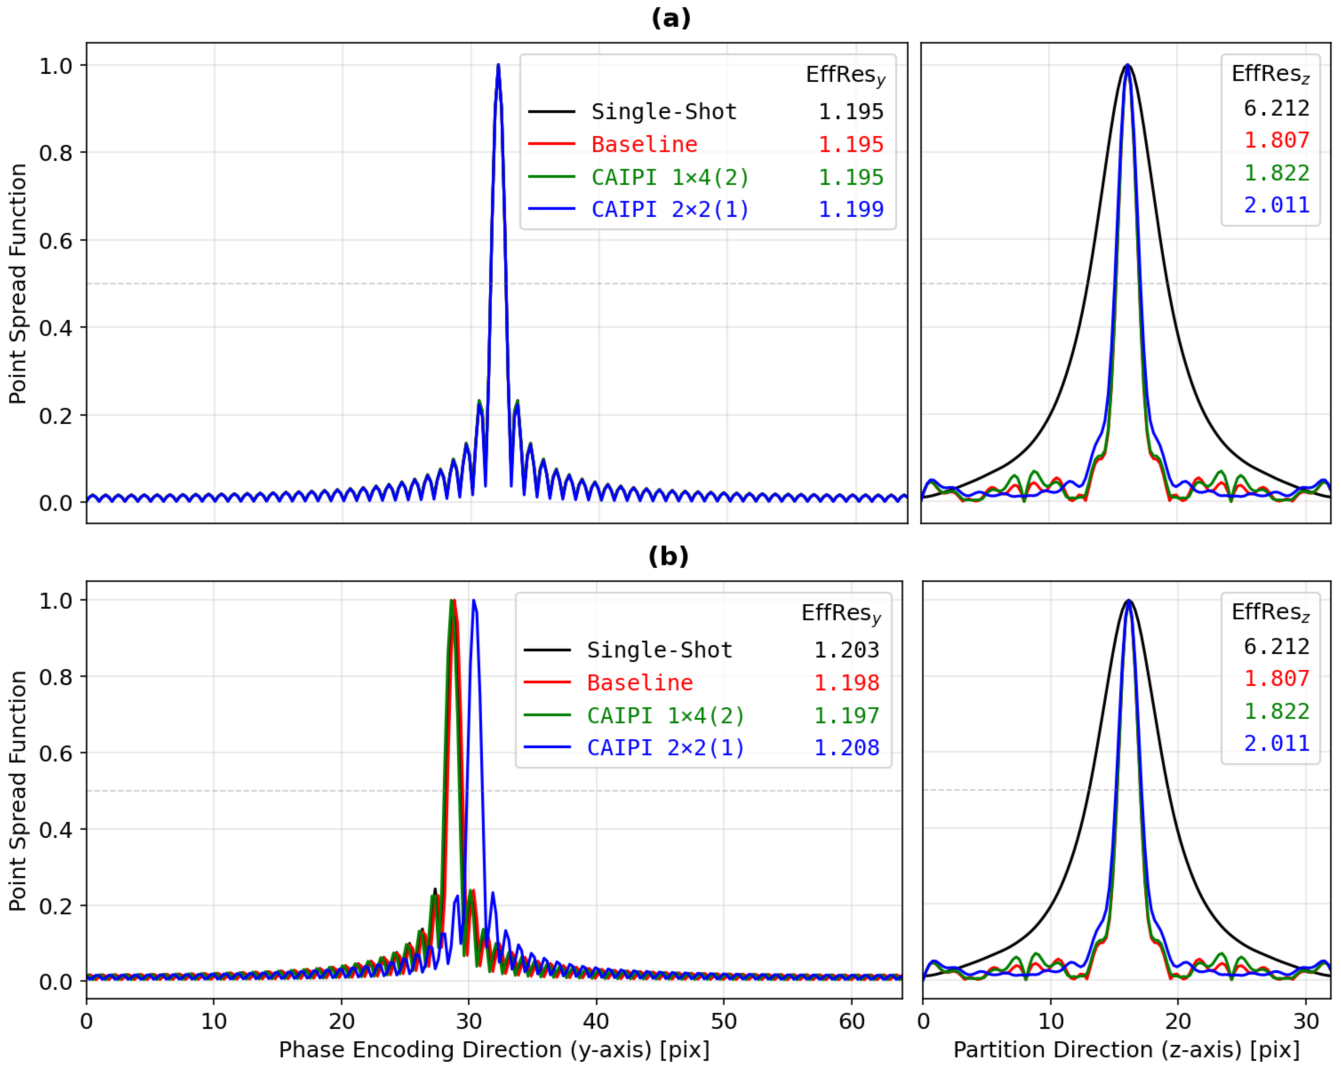 (a)
Point Spread Function
1.0
0.8
0.6
0.4
0.2
0.0
EffResy
Single-Shot 1.195
Baseline 1.195
CAIPI 1×4(2) 1.195
CAIPI 2×2(1) 1.199
EffResz
6.212
1.807
1.822
2.011
(b)
Point Spread Function
1.0
0.8
0.6
0.4
0.2
0.0
EffResy
Single-Shot 1.203
Baseline 1.198
CAIPI 1×4(2) 1.197
CAIPI 2×2(1) 1.208
EffResz
6.212
1.807
1.822
2.011
0 10 20 30 40 50 60
Phase Encoding Direction (y-axis) [pix]
0 10 20 30
Partition Direction (z-axis) [pix]